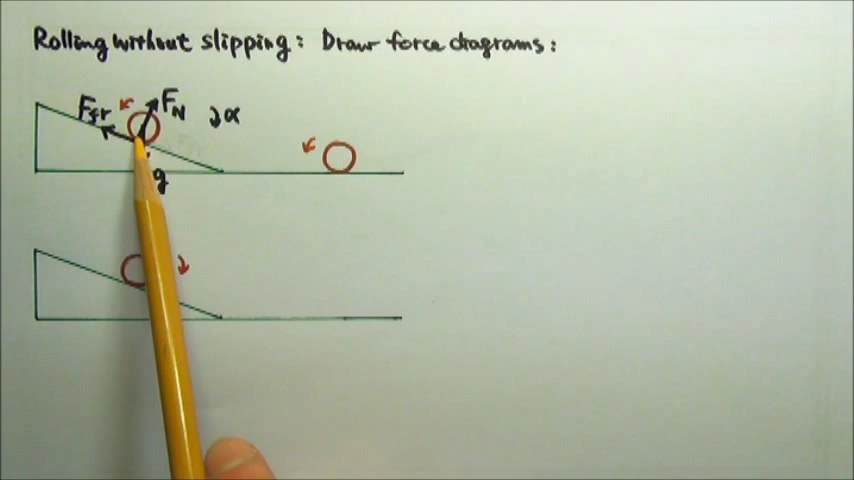 Rolling without slipping: Draw force diagrams:
Ffr FN α
g